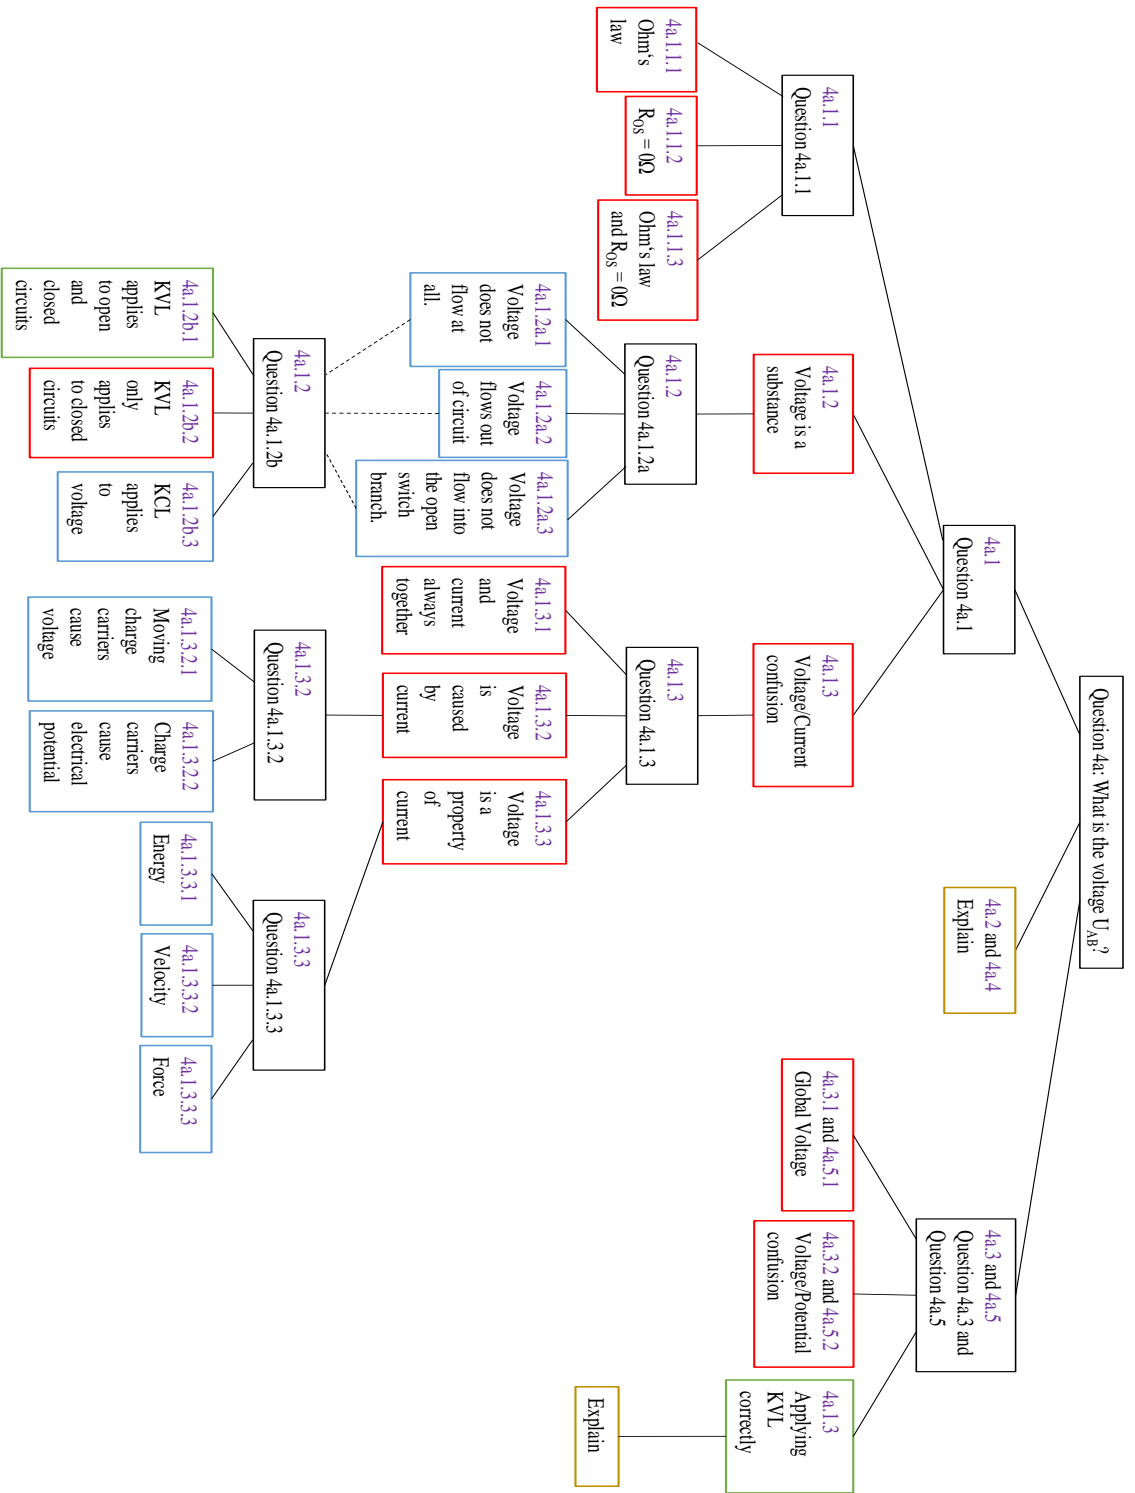 Question 4a: What is the voltage U_AB?
4a.1
Question 4a.1
4a.2 and 4a.4
Explain
4a.3 and 4a.5
Question 4a.3 and
Question 4a.5
4a.1.1
Question 4a.1.1
4a.1.2
Voltage is a
substance
4a.1.3
Voltage/Current
confusion
4a.3.1 and 4a.5.1
Global Voltage
4a.3.2 and 4a.5.2
Voltage/Potential
confusion
4a.1.3
Applying
KVL
correctly
4a.1.1.1
Ohm‘s
law
4a.1.1.2
R_OS = 0Ω
4a.1.1.3
Ohm‘s law
and R_OS = 0Ω
4a.1.2
Question 4a.1.2a
4a.1.3
Question 4a.1.3
Explain
4a.1.2a.1
Voltage
does not
flow at
all.
4a.1.2a.2
Voltage
flows out
of circuit
4a.1.2a.3
Voltage
does not
flow into
the open
switch
branch.
4a.1.3.1
Voltage
and
current
always
together
4a.1.3.2
Voltage
is
caused
by
current
4a.1.3.3
Voltage
is a
property
of
current
4a.1.2
Question 4a.1.2b
4a.1.3.2
Question 4a.1.3.2
4a.1.3.3
Question 4a.1.3.3
4a.1.2b.1
KVL
applies
to open
and
closed
circuits
4a.1.2b.2
KVL
only
applies
to closed
circuits
4a.1.2b.3
KCL
applies
to
voltage
4a.1.3.2.1
Moving
charge
carriers
cause
voltage
4a.1.3.2.2
Charge
carriers
cause
electrical
potential
4a.1.3.3.1
Energy
4a.1.3.3.2
Velocity
4a.1.3.3.3
Force